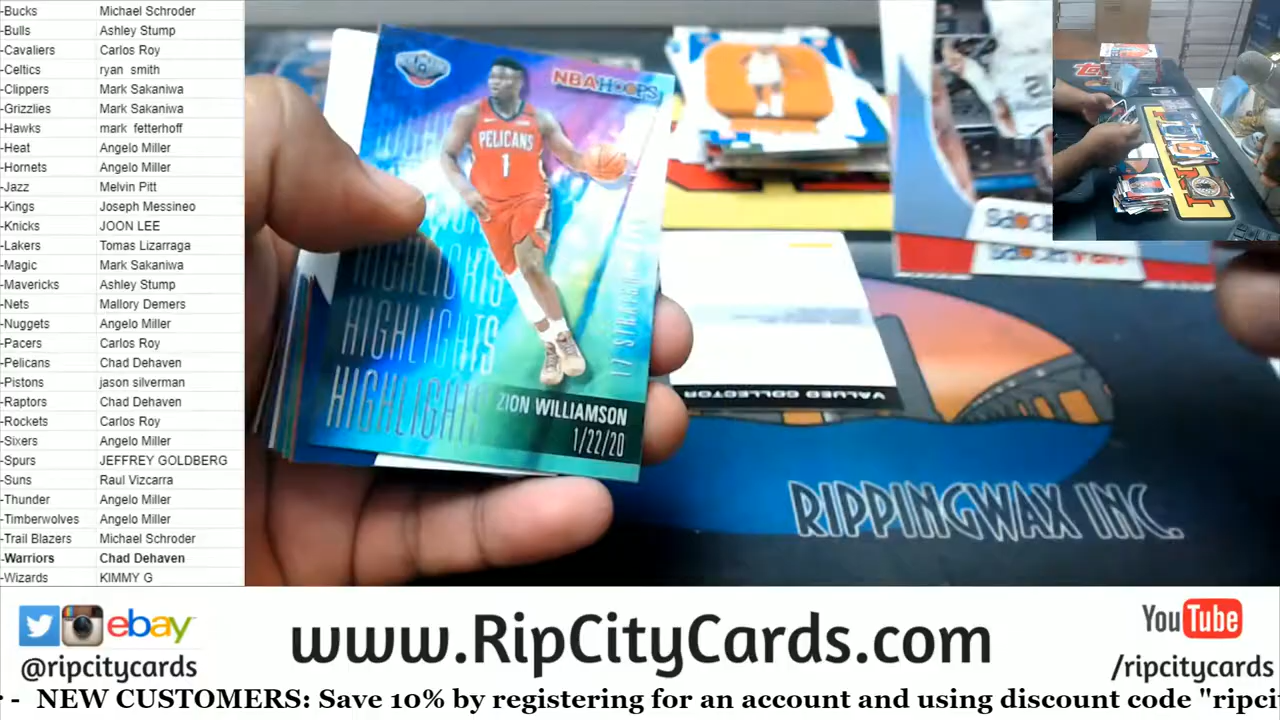 -Bucks Michael Schroder
-Bulls Ashley Stump
-Cavaliers Carlos Roy
-Celtics ryan smith
-Clippers Mark Sakaniwa
-Grizzlies Mark Sakaniwa
-Hawks mark fetterhoff
-Heat Angelo Miller
-Hornets Angelo Miller
-Jazz Melvin Pitt
-Kings Joseph Messineo
-Knicks JOON LEE
-Lakers Tomas Lizarraga
-Magic Mark Sakaniwa
-Mavericks Ashley Stump
-Nets Mallory Demers
-Nuggets Angelo Miller
-Pacers Carlos Roy
-Pelicans Chad Dehaven
-Pistons jason silverman
-Raptors Chad Dehaven
-Rockets Carlos Roy
-Sixers Angelo Miller
-Spurs JEFFREY GOLDBERG
-Suns Raul Vizcarra
-Thunder Angelo Miller
-Timberwolves Angelo Miller
-Trail Blazers Michael Schroder
-Warriors Chad Dehaven
-Wizards KIMMY G
NBA HOOPS
PELICANS
1
HIGHLIGHTS
HIGHLIGHTS
HIGHLIGHTS
17 STRAIGHT
ZION WILLIAMSON
1/22/20
VALUED COLLECTOR
RIPPINGWAX INC.
ebay
@ripcitycards
www.RipCityCards.com
YouTube
/ripcitycards
- NEW CUSTOMERS: Save 10% by registering for an account and using discount code "ripci